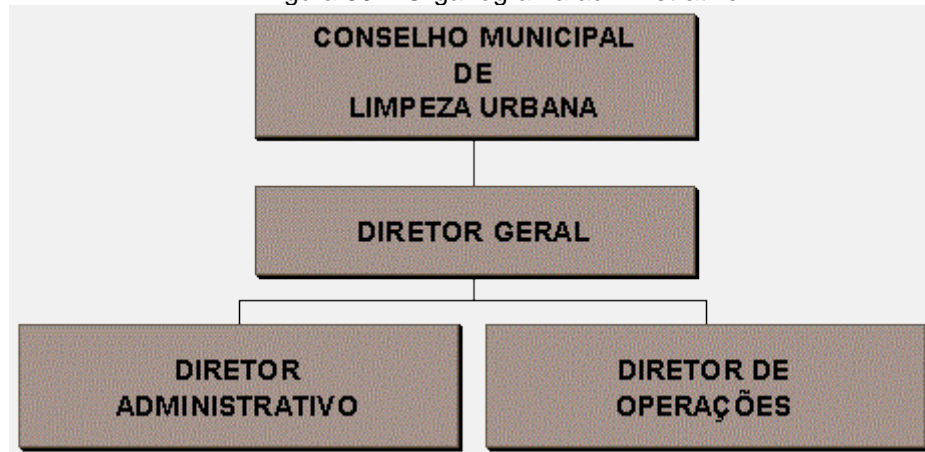 CONSELHO MUNICIPAL
DE
LIMPEZA URBANA
DIRETOR GERAL
DIRETOR
ADMINISTRATIVO
DIRETOR DE
OPERAÇÕES